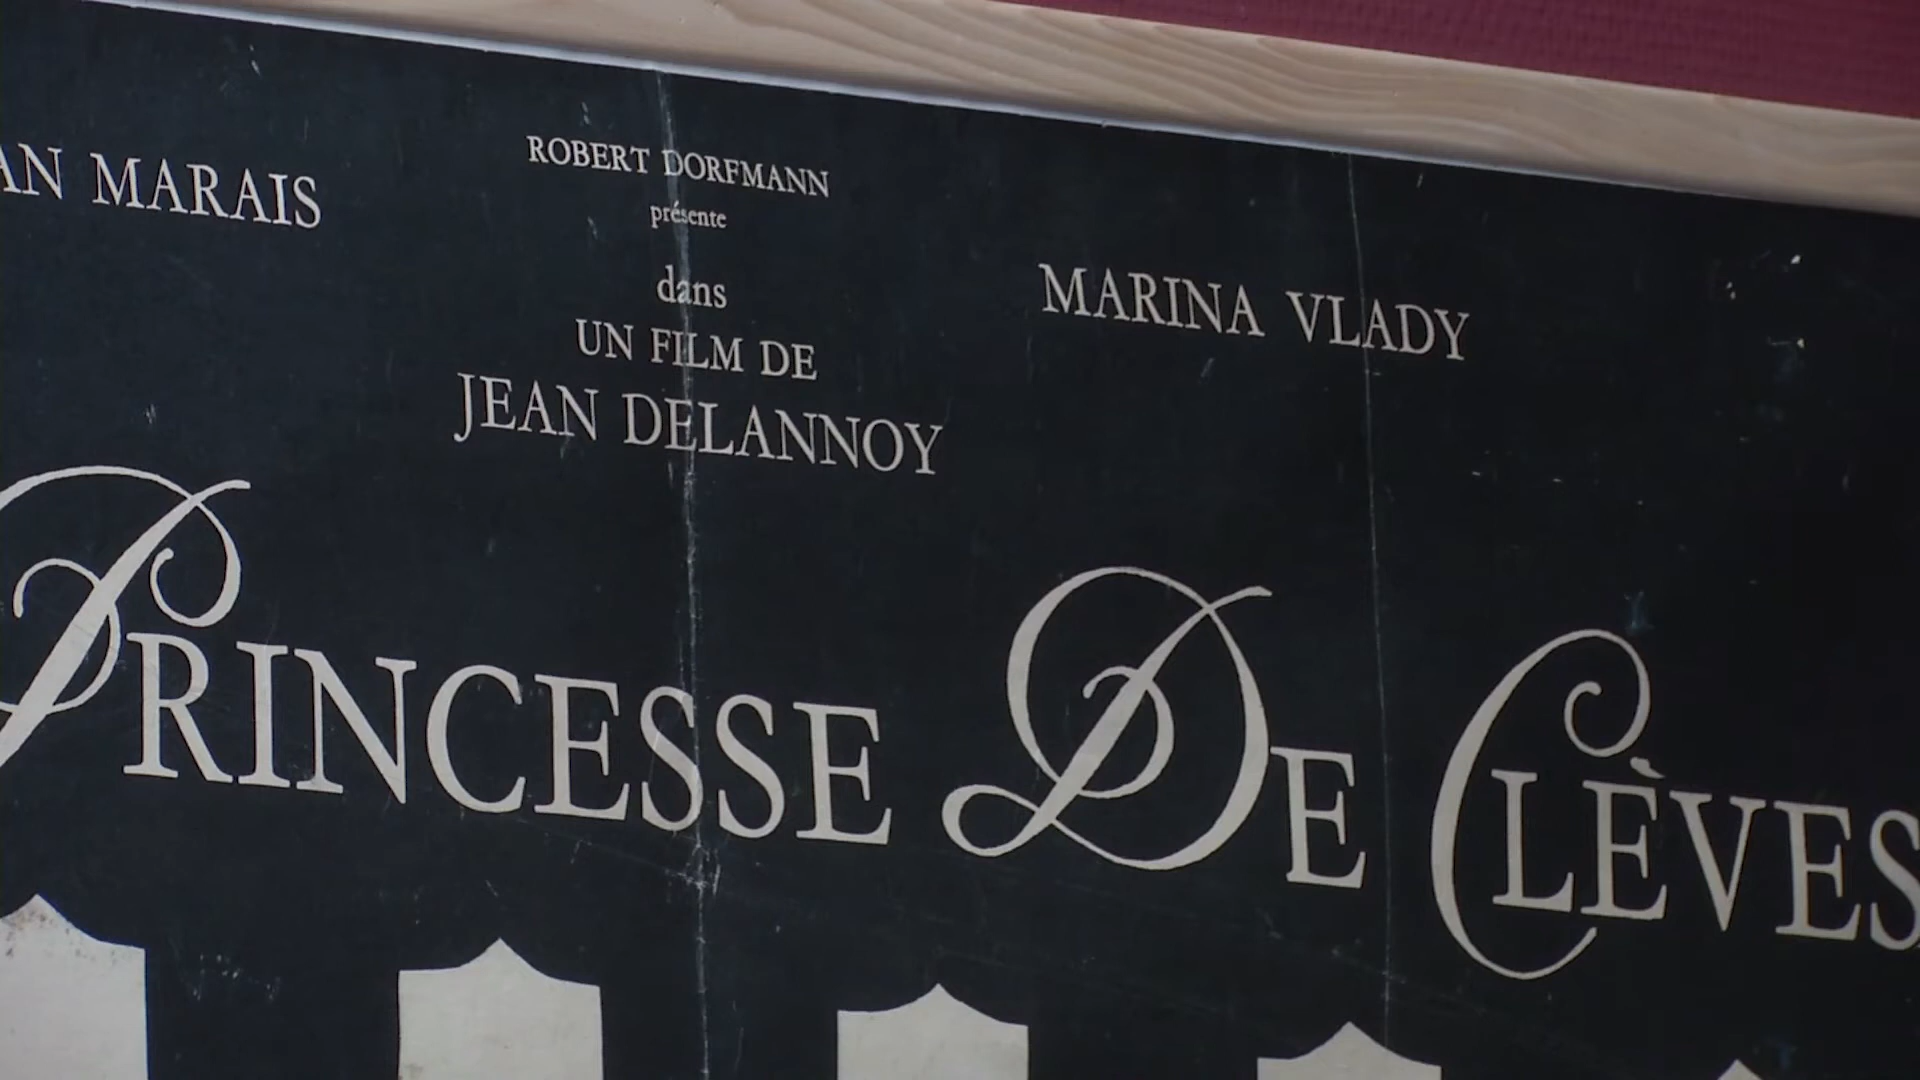 AN MARAIS
ROBERT DORFMANN
présente
dans
UN FILM DE
JEAN DELANNOY
MARINA VLADY
PRINCESSE DE CLÈVES